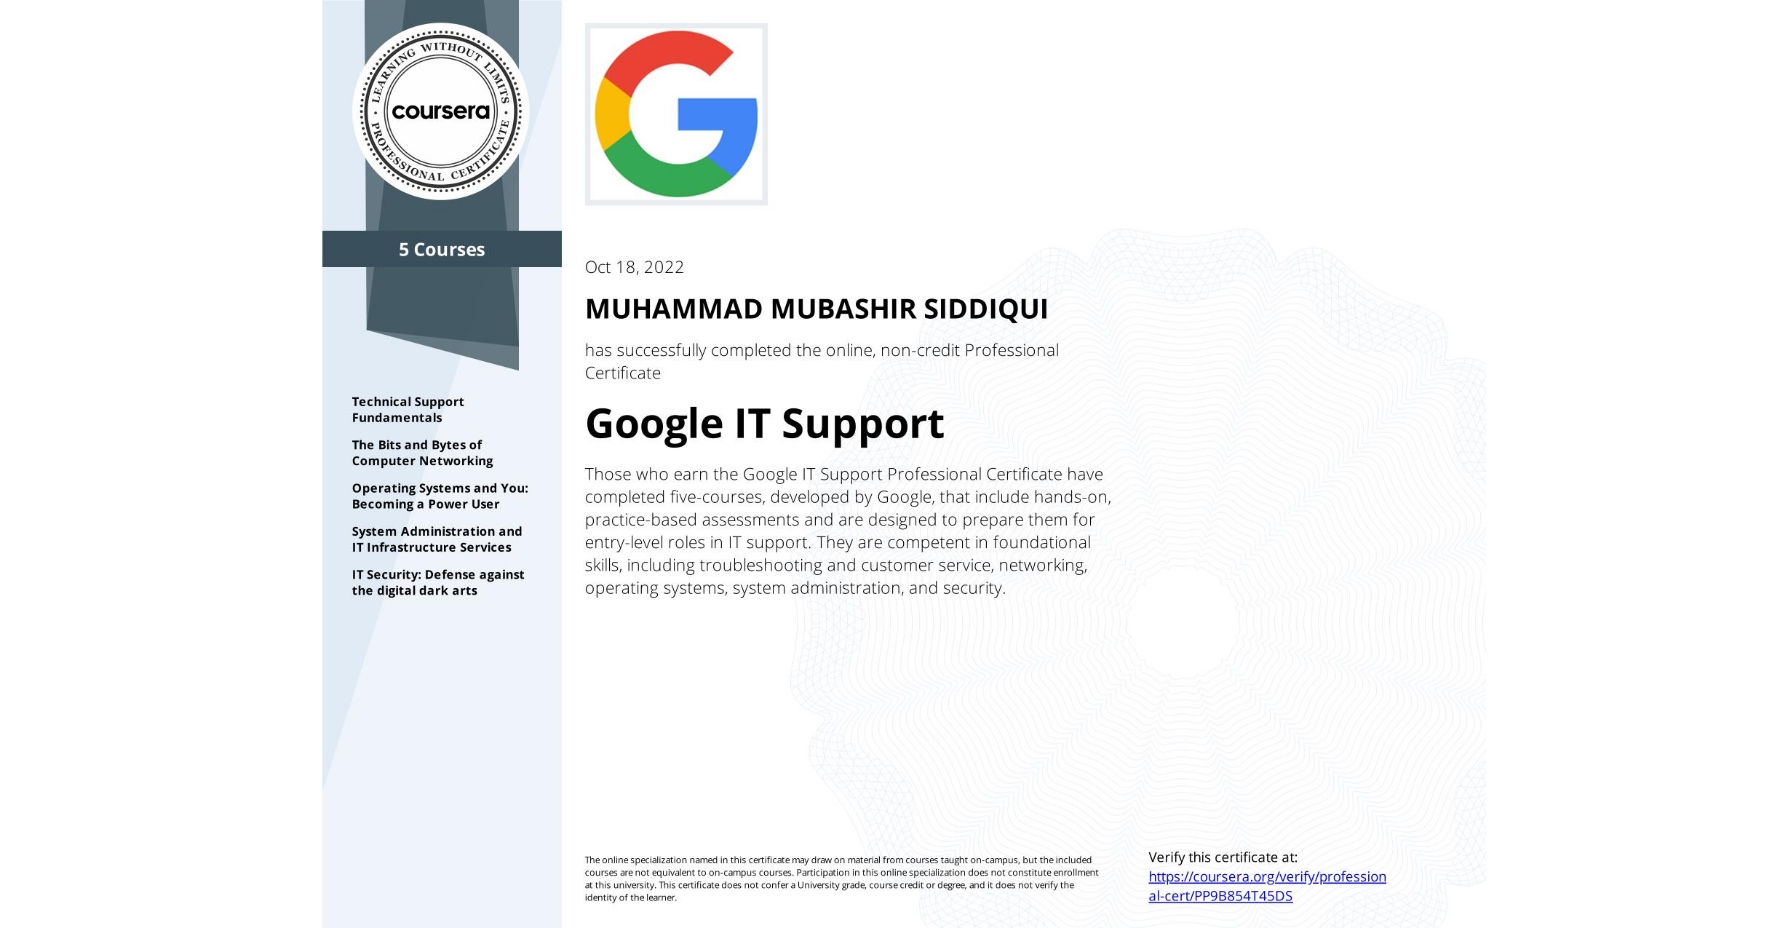 LEARNING WITHOUT LIMITS
coursera
PROFESSIONAL CERTIFICATE
5 Courses
Technical Support
Fundamentals
The Bits and Bytes of
Computer Networking
Operating Systems and You:
Becoming a Power User
System Administration and
IT Infrastructure Services
IT Security: Defense against
the digital dark arts
Oct 18, 2022
MUHAMMAD MUBASHIR SIDDIQUI
has successfully completed the online, non-credit Professional
Certificate
Google IT Support
Those who earn the Google IT Support Professional Certificate have
completed five-courses, developed by Google, that include hands-on,
practice-based assessments and are designed to prepare them for
entry-level roles in IT support. They are competent in foundational
skills, including troubleshooting and customer service, networking,
operating systems, system administration, and security.
The online specialization named in this certificate may draw on material from courses taught on-campus, but the included
courses are not equivalent to on-campus courses. Participation in this online specialization does not constitute enrollment
at this university. This certificate does not confer a University grade, course credit or degree, and it does not verify the
identity of the learner.
Verify this certificate at:
https://coursera.org/verify/profession
al-cert/PP9B854T45DS